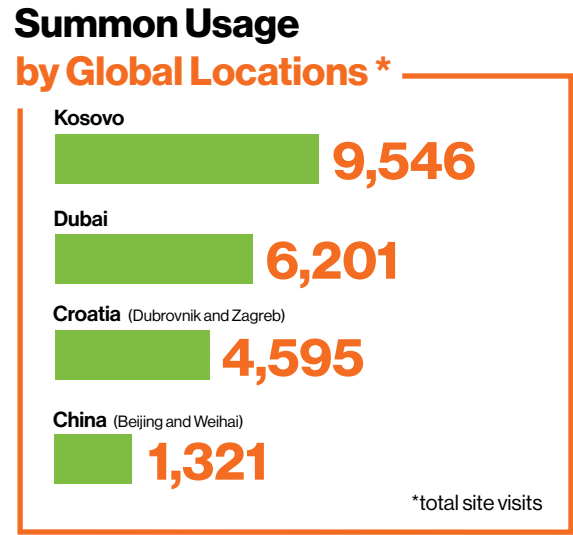 Summon Usage
by Global Locations *
Kosovo
9,546
Dubai
6,201
Croatia (Dubrovnik and Zagreb)
4,595
China (Beijing and Weihai)
1,321
*total site visits